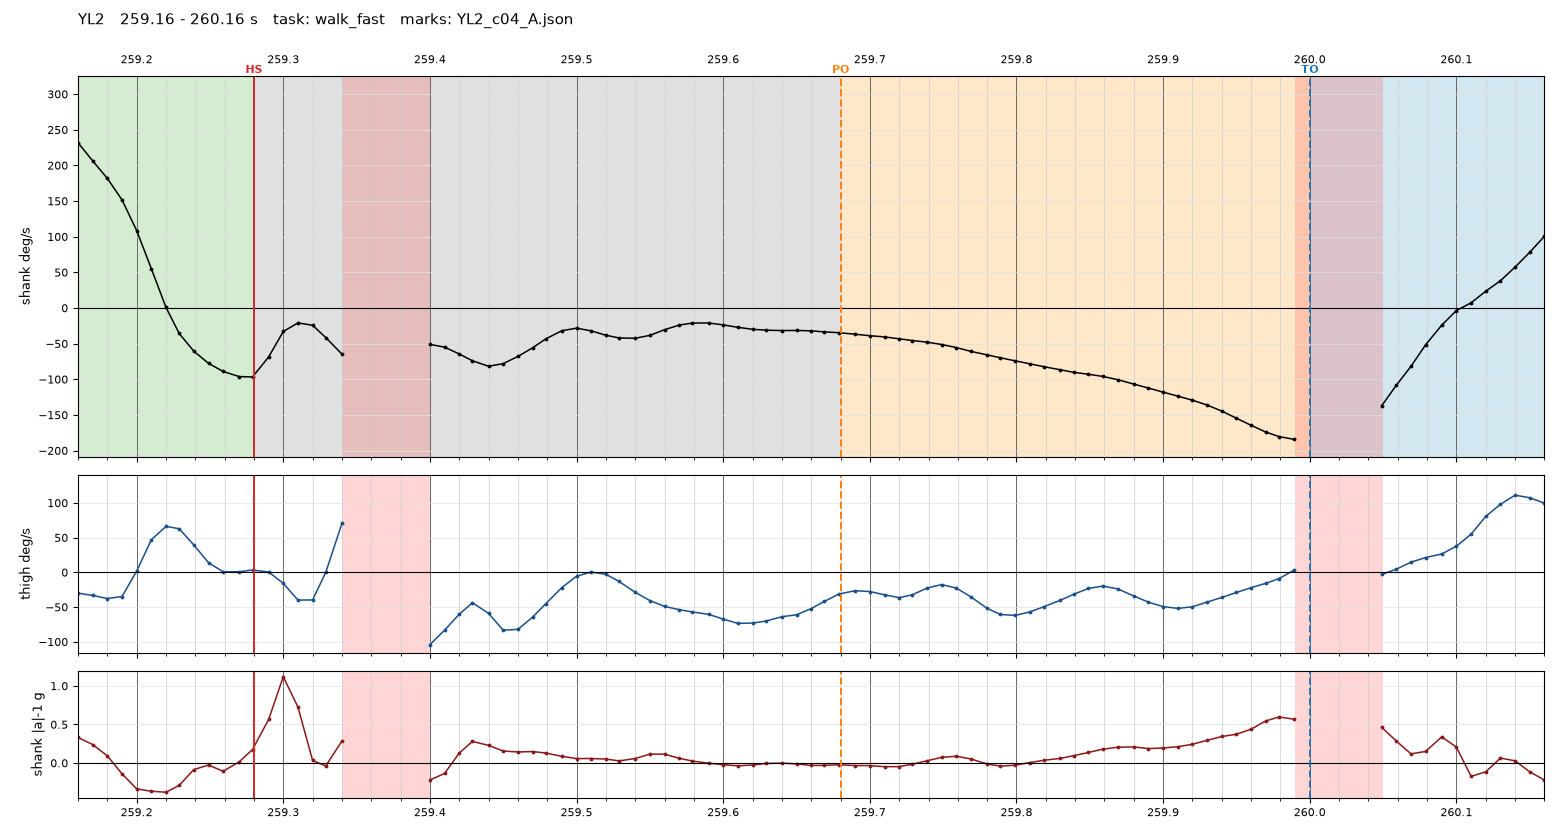 YL2   259.16 - 260.16 s   task: walk_fast   marks: YL2_c04_A.json
259.2 259.3 259.4 259.5 259.6 259.7 259.8 259.9 260.0 260.1
HS PO TO
shank deg/s
300
250
200
150
100
50
0
−50
−100
−150
−200
thigh deg/s
100
50
0
−50
−100
shank |a|-1 g
1.0
0.5
0.0
259.2 259.3 259.4 259.5 259.6 259.7 259.8 259.9 260.0 260.1